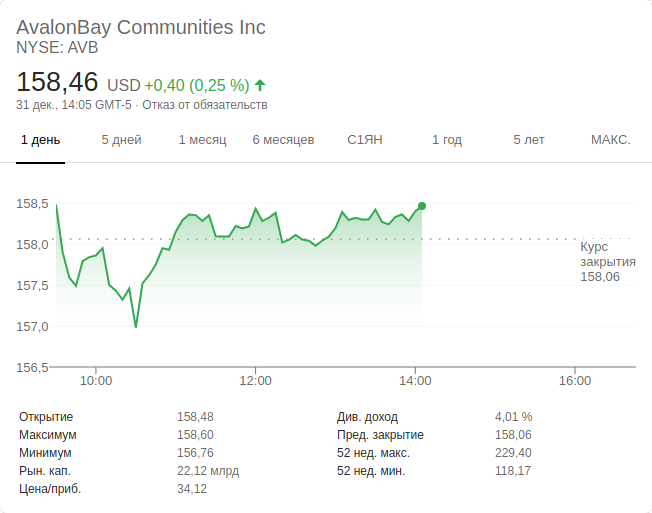 AvalonBay Communities Inc
NYSE: AVB
158,46 USD +0,40 (0,25 %)
31 дек., 14:05 GMT-5 · Отказ от обязательств
1 день 5 дней 1 месяц 6 месяцев С1ЯН 1 год 5 лет МАКС.
158,5
158,0
157,5
157,0
156,5
Курс
закрытия
158,06
10:00 12:00 14:00 16:00
Открытие 158,48 Див. доход 4,01 %
Максимум 158,60 Пред. закрытие 158,06
Минимум 156,76 52 нед. макс. 229,40
Рын. кап. 22,12 млрд 52 нед. мин. 118,17
Цена/приб. 34,12